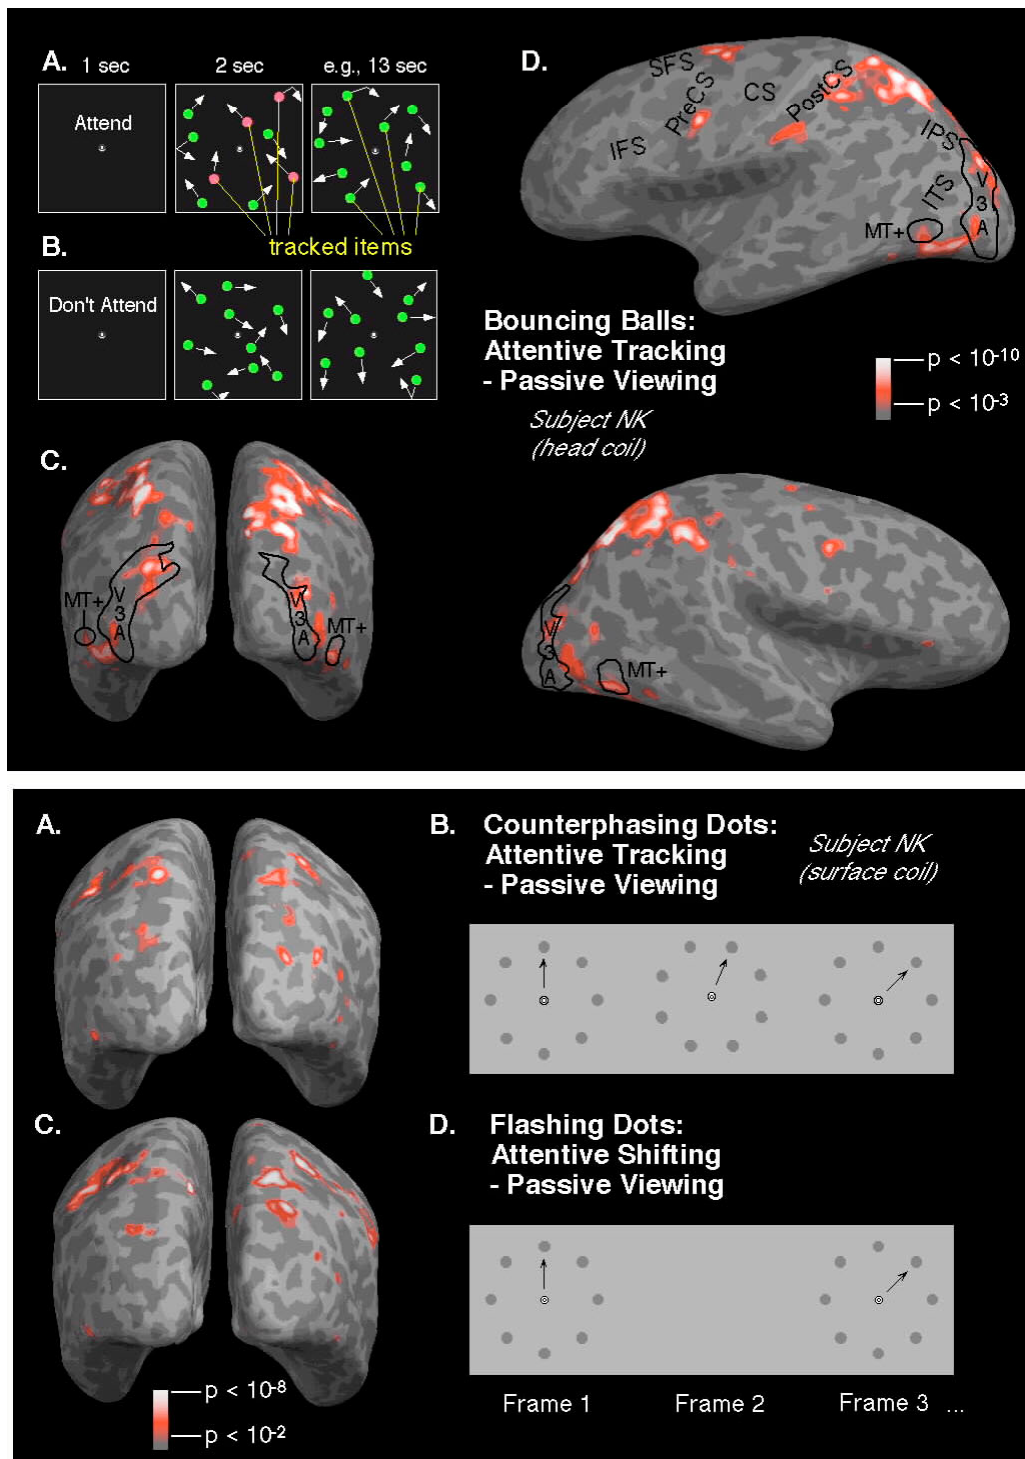 A.
1 sec
2 sec
e.g., 13 sec
Attend
tracked items
B.
Don't Attend
C.
MT+
V
3
A
V
3
A
MT+
D.
SFS
PreCS
CS
PostCS
IFS
IPS
ITS
MT+
V
3
A
Bouncing Balls:
Attentive Tracking
- Passive Viewing
Subject NK
(head coil)
p < 10-10
p < 10-3
V
3
A
MT+
A.
B.
Counterphasing Dots:
Attentive Tracking
- Passive Viewing
Subject NK
(surface coil)
C.
D.
Flashing Dots:
Attentive Shifting
- Passive Viewing
p < 10-8
p < 10-2
Frame 1
Frame 2
Frame 3 ...